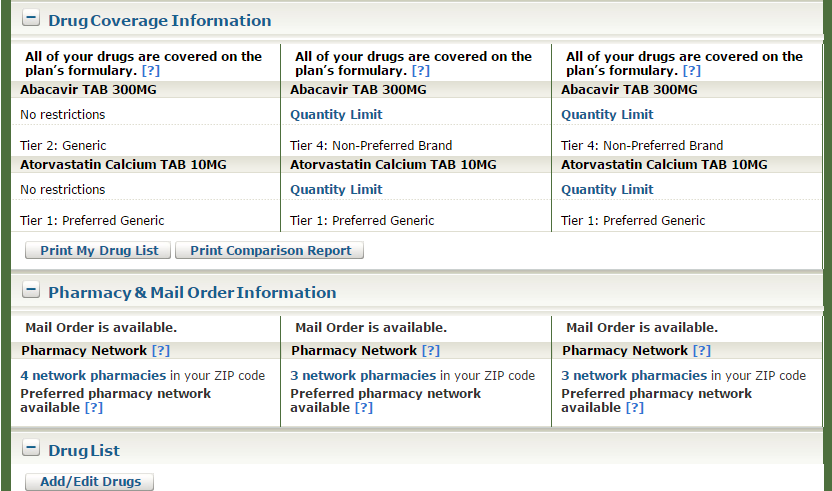 Drug Coverage Information
All of your drugs are covered on the plan's formulary. [?]
Abacavir TAB 300MG
No restrictions
Tier 2: Generic
Atorvastatin Calcium TAB 10MG
No restrictions
Tier 1: Preferred Generic
All of your drugs are covered on the plan's formulary. [?]
Abacavir TAB 300MG
Quantity Limit
Tier 4: Non-Preferred Brand
Atorvastatin Calcium TAB 10MG
Quantity Limit
Tier 1: Preferred Generic
All of your drugs are covered on the plan's formulary. [?]
Abacavir TAB 300MG
Quantity Limit
Tier 4: Non-Preferred Brand
Atorvastatin Calcium TAB 10MG
Quantity Limit
Tier 1: Preferred Generic
Print My Drug List
Print Comparison Report
Pharmacy & Mail Order Information
Mail Order is available.
Pharmacy Network [?]
4 network pharmacies in your ZIP code
Preferred pharmacy network
available [?]
Mail Order is available.
Pharmacy Network [?]
3 network pharmacies in your ZIP code
Preferred pharmacy network
available [?]
Mail Order is available.
Pharmacy Network [?]
3 network pharmacies in your ZIP code
Preferred pharmacy network
available [?]
Drug List
Add/Edit Drugs